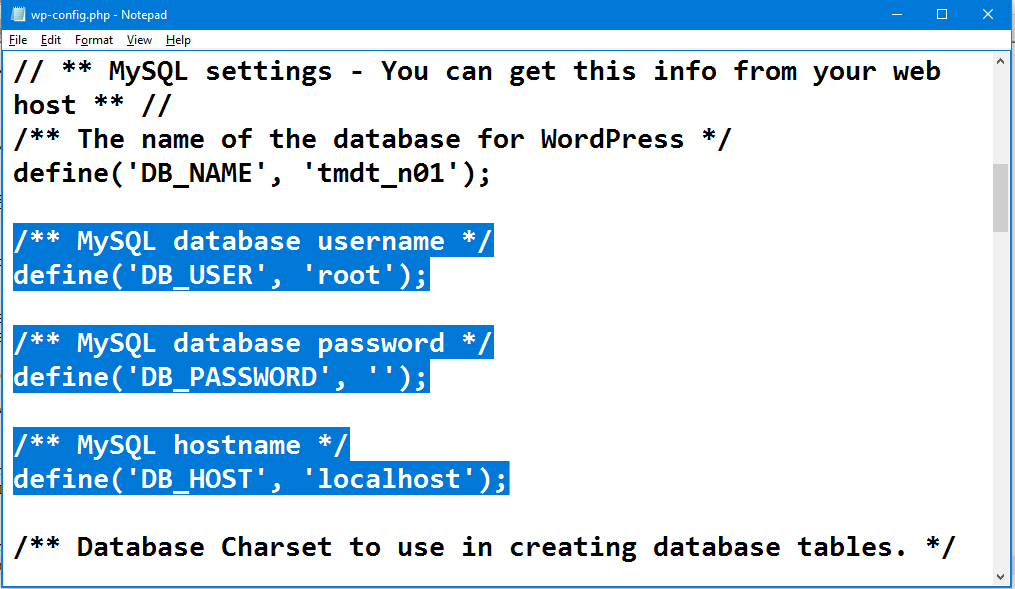 wp-config.php - Notepad
File Edit Format View Help
// ** MySQL settings - You can get this info from your web
host ** //
/** The name of the database for WordPress */
define('DB_NAME', 'tmdt_n01');
/** MySQL database username */
define('DB_USER', 'root');
/** MySQL database password */
define('DB_PASSWORD', '');
/** MySQL hostname */
define('DB_HOST', 'localhost');
/** Database Charset to use in creating database tables. */